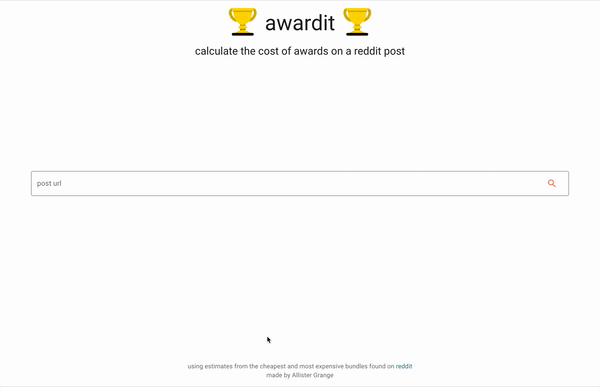 awardit
calculate the cost of awards on a reddit post
post url
using estimates from the cheapest and most expensive bundles found on reddit
made by Allister Grange